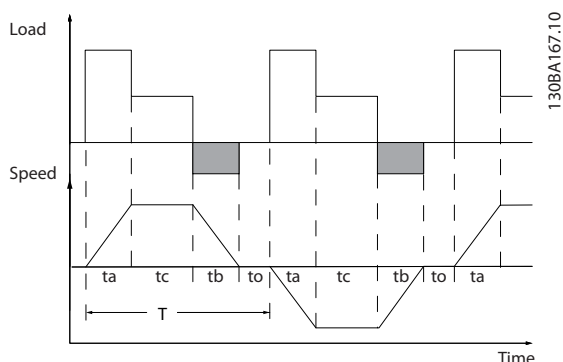 Load
130BA167.10
Speed
ta tc tb to ta tc tb to ta
T
Time